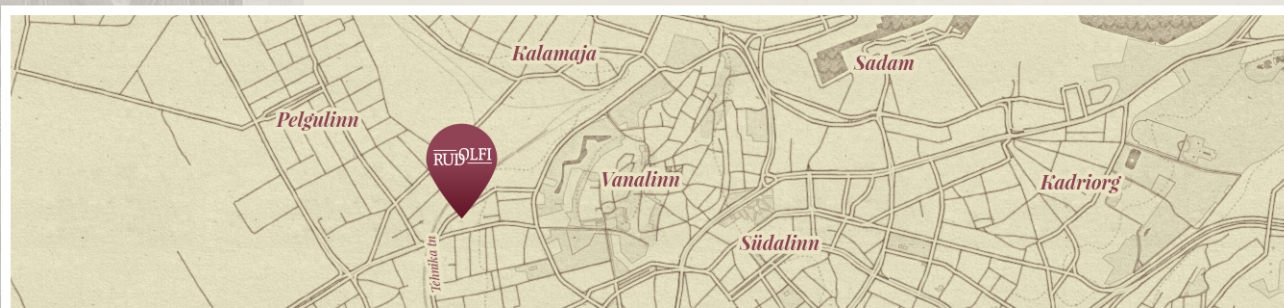 Kalamaja
Sadam
Pelgulinn
RUDOLFI
Vanalinn
Kadriorg
Südalinn
Tehnika tn